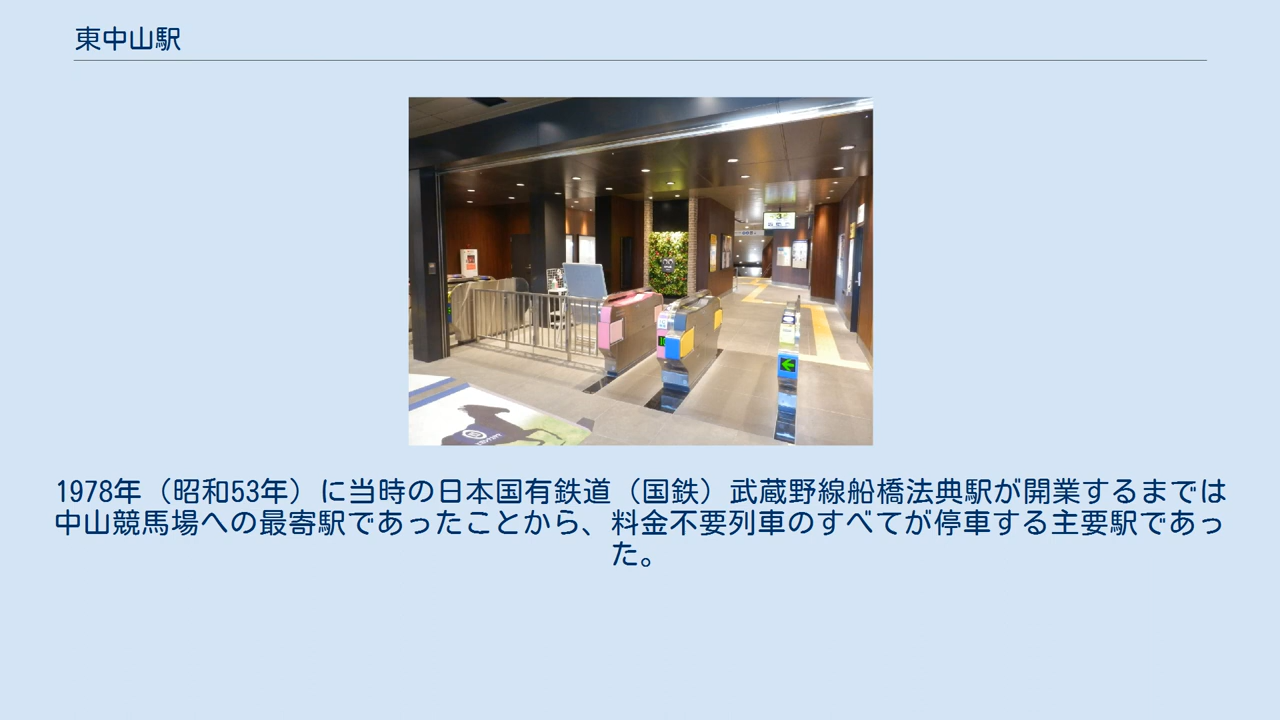 東中山駅
1978年（昭和53年）に当時の日本国有鉄道（国鉄）武蔵野線船橋法典駅が開業するまでは
中山競馬場への最寄駅であったことから、料金不要列車のすべてが停車する主要駅であっ
た。